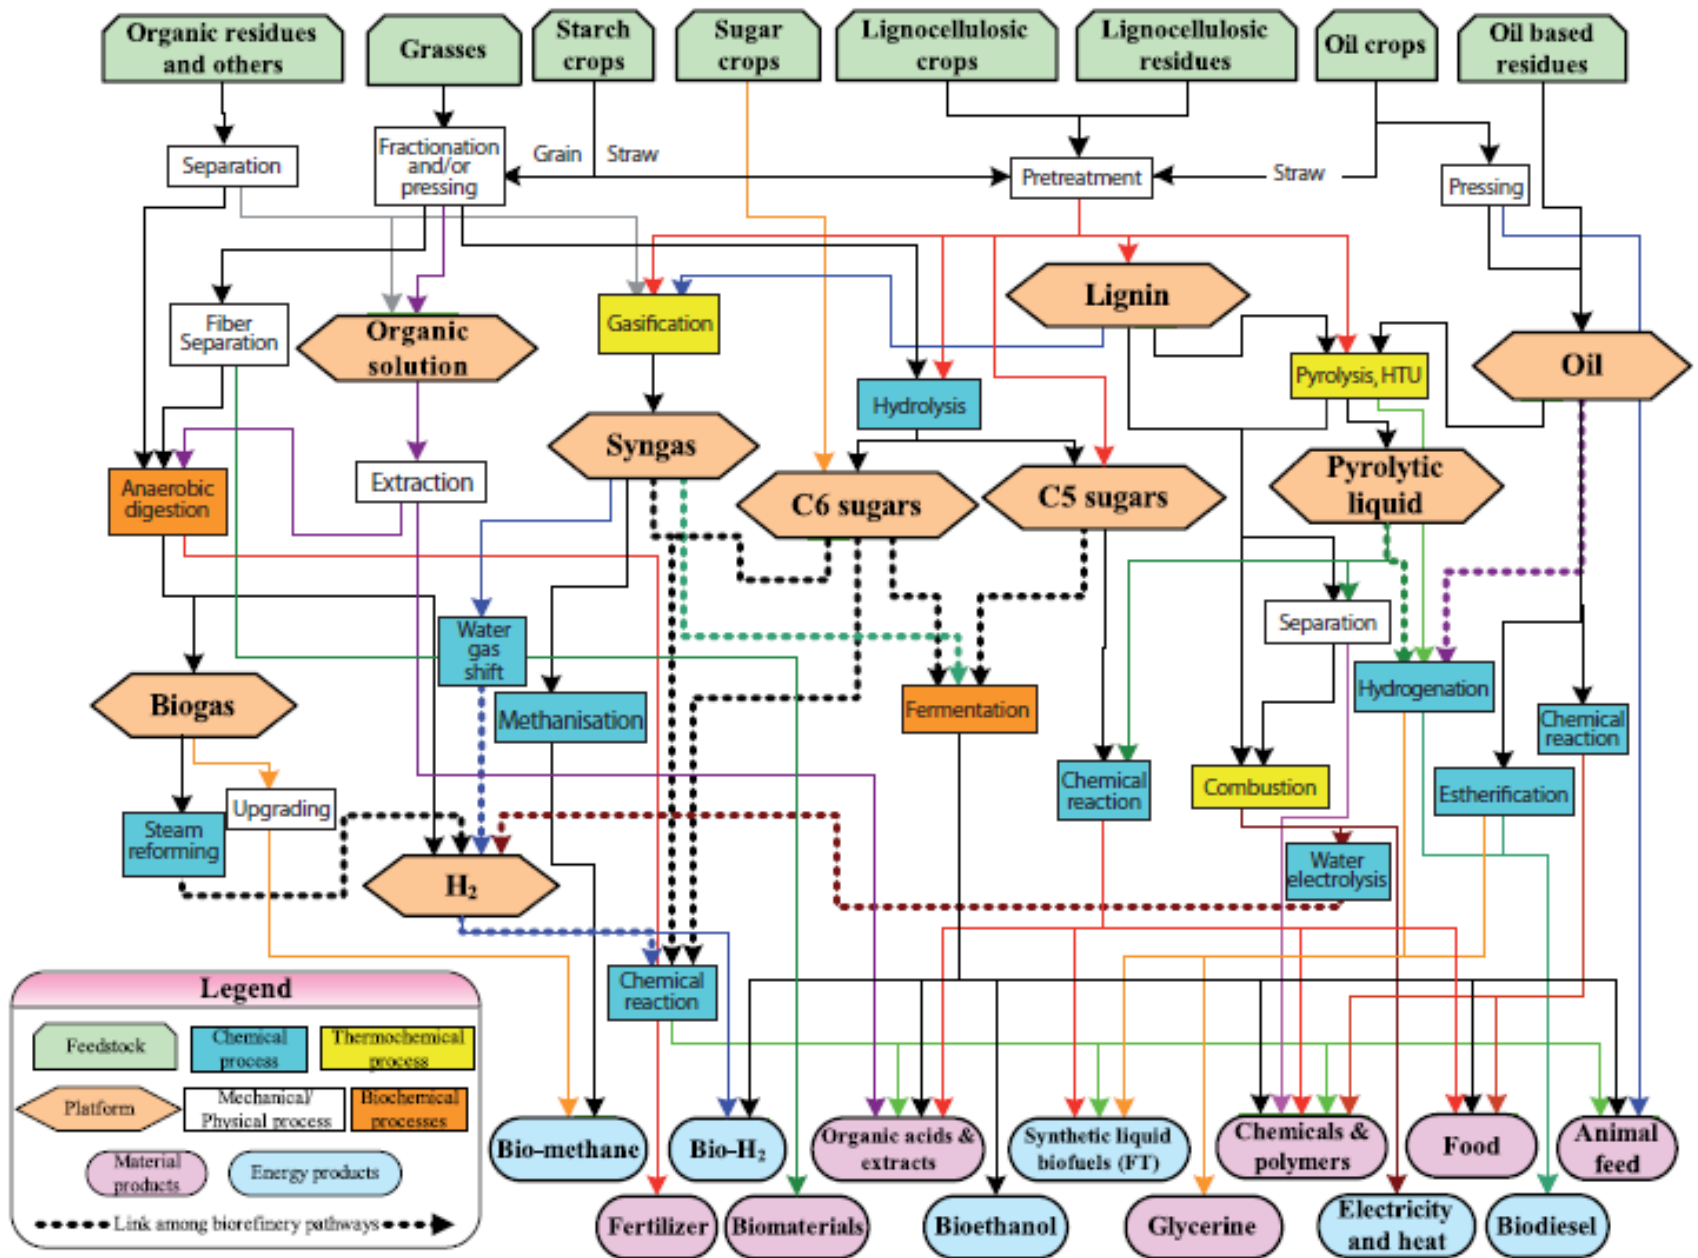 Organic residues
and others
Grasses
Starch
crops
Sugar
crops
Lignocellulosic
crops
Lignocellulosic
residues
Oil crops
Oil based
residues
Separation
Fractionation
and/or
pressing
Grain
Straw
Pretreatment
Straw
Pressing
Fiber
Separation
Organic
solution
Gasification
Lignin
Pyrolysis, HTU
Oil
Hydrolysis
Syngas
Anaerobic
digestion
Extraction
C6 sugars
C5 sugars
Pyrolytic
liquid
Water
gas
shift
Separation
Biogas
Methanisation
Fermentation
Hydrogenation
Chemical
reaction
Chemical
reaction
Combustion
Estherification
Upgrading
Steam
reforming
H₂
Water
electrolysis
Chemical
reaction
Legend
Feedstock
Chemical
process
Thermochemical
process
Platform
Mechanical/
Physical process
Biochemical
processes
Material
products
Energy products
Link among biorefinery pathways
Bio-methane
Bio-H₂
Organic acids &
extracts
Synthetic liquid
biofuels (FT)
Chemicals &
polymers
Food
Animal
feed
Fertilizer
Biomaterials
Bioethanol
Glycerine
Electricity
and heat
Biodiesel